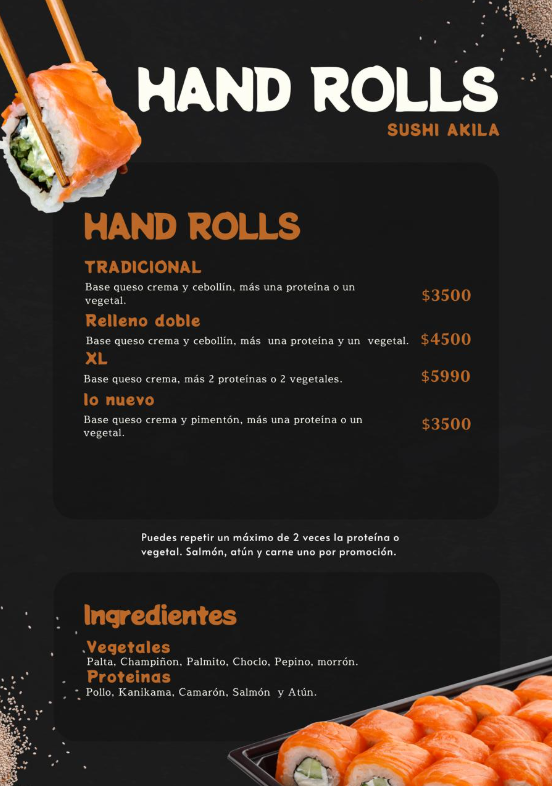 HAND ROLLS
SUSHI AKILA
HAND ROLLS
TRADICIONAL
Base queso crema y cebollín, más una proteína o un
vegetal.
$3500
Relleno doble
Base queso crema y cebollín, más una proteína y un vegetal.
$4500
XL
Base queso crema, más 2 proteínas o 2 vegetales.
$5990
lo nuevo
Base queso crema y pimentón, más una proteína o un
vegetal.
$3500
Puedes repetir un máximo de 2 veces la proteína o
vegetal. Salmón, atún y carne uno por promoción.
Ingredientes
Vegetales
Palta, Champiñon, Palmito, Choclo, Pepino, morrón.
Proteinas
Pollo, Kanikama, Camarón, Salmón y Atún.